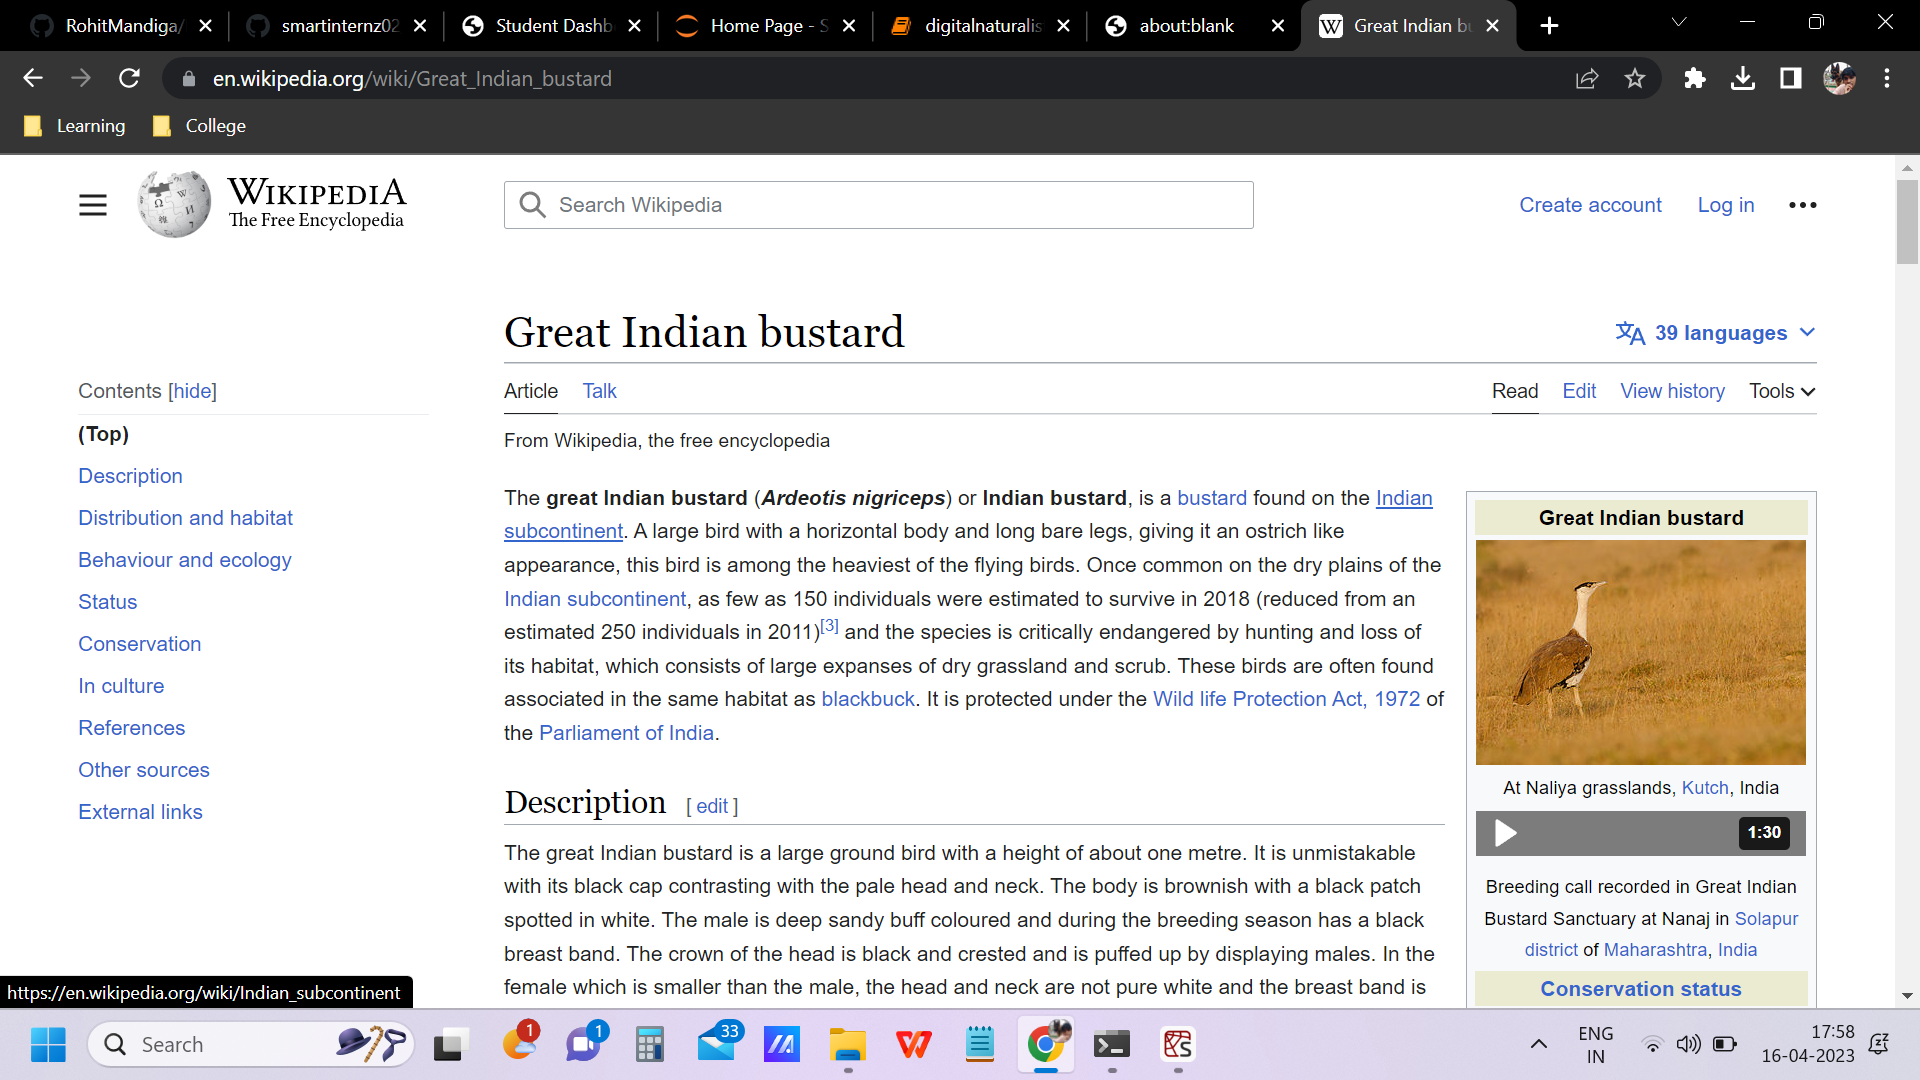 RohitMandiga/
smartinternz02
Student Dashb
Home Page - S
digitalnaturalis
about:blank
Great Indian bu
en.wikipedia.org/wiki/Great_Indian_bustard
Learning
College
WIKIPEDIA
The Free Encyclopedia
Search Wikipedia
Create account
Log in
Great Indian bustard
39 languages
Contents [hide]
(Top)
Description
Distribution and habitat
Behaviour and ecology
Status
Conservation
In culture
References
Other sources
External links
Article
Talk
Read
Edit
View history
Tools
From Wikipedia, the free encyclopedia
The great Indian bustard (Ardeotis nigriceps) or Indian bustard, is a bustard found on the Indian
subcontinent. A large bird with a horizontal body and long bare legs, giving it an ostrich like
appearance, this bird is among the heaviest of the flying birds. Once common on the dry plains of the
Indian subcontinent, as few as 150 individuals were estimated to survive in 2018 (reduced from an
estimated 250 individuals in 2011)[3] and the species is critically endangered by hunting and loss of
its habitat, which consists of large expanses of dry grassland and scrub. These birds are often found
associated in the same habitat as blackbuck. It is protected under the Wild life Protection Act, 1972 of
the Parliament of India.
Description [ edit ]
The great Indian bustard is a large ground bird with a height of about one metre. It is unmistakable
with its black cap contrasting with the pale head and neck. The body is brownish with a black patch
spotted in white. The male is deep sandy buff coloured and during the breeding season has a black
breast band. The crown of the head is black and crested and is puffed up by displaying males. In the
female which is smaller than the male, the head and neck are not pure white and the breast band is
Great Indian bustard
At Naliya grasslands, Kutch, India
1:30
Breeding call recorded in Great Indian
Bustard Sanctuary at Nanaj in Solapur
district of Maharashtra, India
Conservation status
https://en.wikipedia.org/wiki/Indian_subcontinent
Search
1
1
33
ENG
IN
17:58
16-04-2023